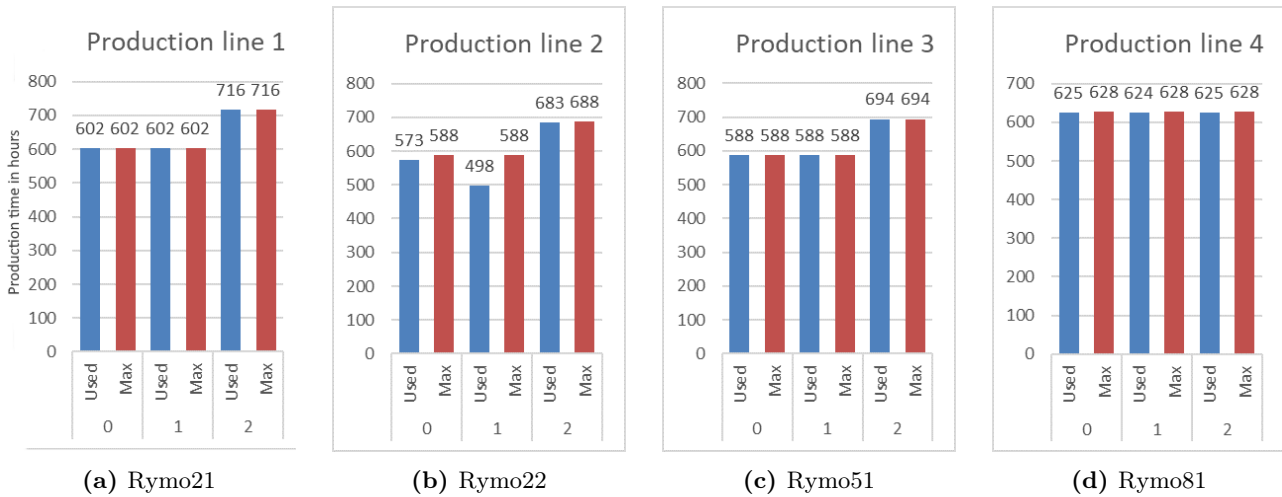 Production line 1
Production time in hours
800
700
600
500
400
300
200
100
0
602 602 602 602 716 716
Used Max Used Max Used Max
0 1 2
(a) Rymo21
Production line 2
800
700
600
500
400
300
200
100
0
573 588 498 588 683 688
Used Max Used Max Used Max
0 1 2
(b) Rymo22
Production line 3
800
700
600
500
400
300
200
100
0
588 588 588 588 694 694
Used Max Used Max Used Max
0 1 2
(c) Rymo51
Production line 4
700
600
500
400
300
200
100
0
625 628 624 628 625 628
Used Max Used Max Used Max
0 1 2
(d) Rymo81